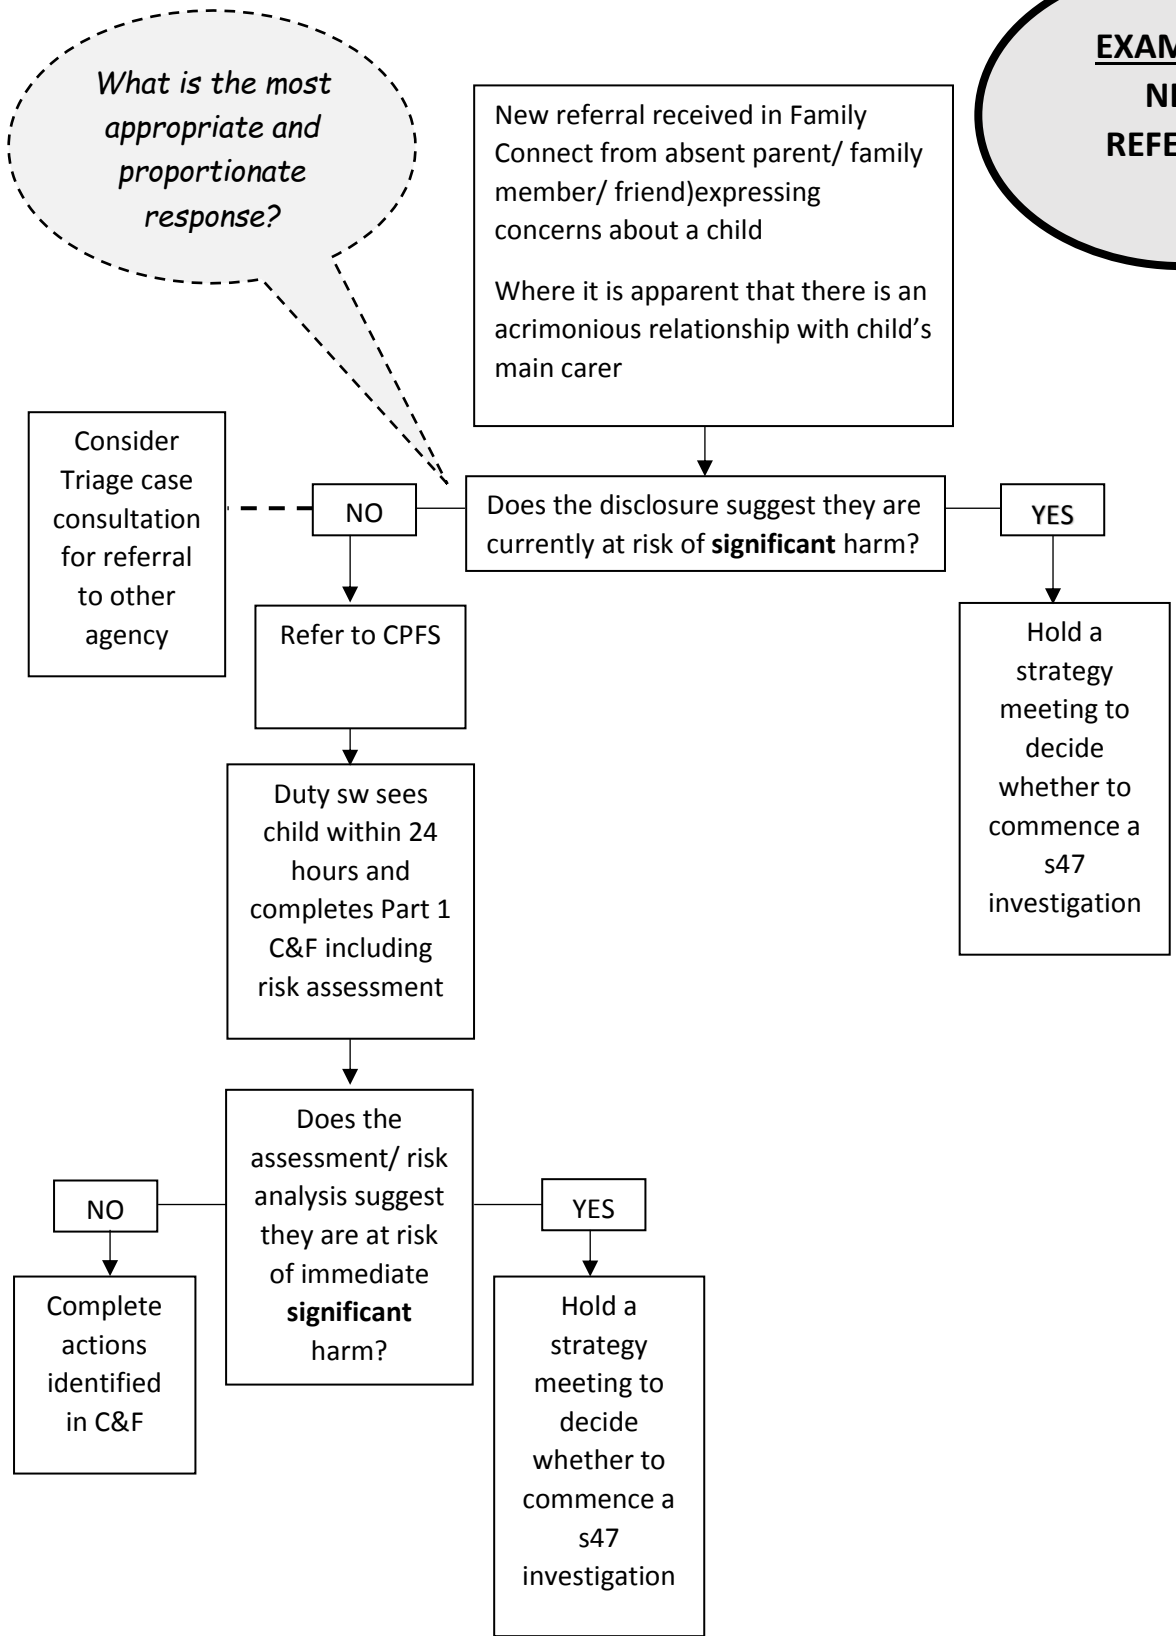 What is the most
appropriate and
proportionate
response?
New referral received in Family
Connect from absent parent/ family
member/ friend)expressing
concerns about a child
Where it is apparent that there is an
acrimonious relationship with child’s
main carer
Consider
Triage case
consultation
for referral
to other
agency
NO
Does the disclosure suggest they are
currently at risk of significant harm?
YES
Refer to CPFS
Hold a
strategy
meeting to
decide
whether to
commence a
s47
investigation
Duty sw sees
child within 24
hours and
completes Part 1
C&F including
risk assessment
Does the
assessment/ risk
analysis suggest
they are at risk
of immediate
significant
harm?
NO
YES
Complete
actions
identified
in C&F
Hold a
strategy
meeting to
decide
whether to
commence a
s47
investigation